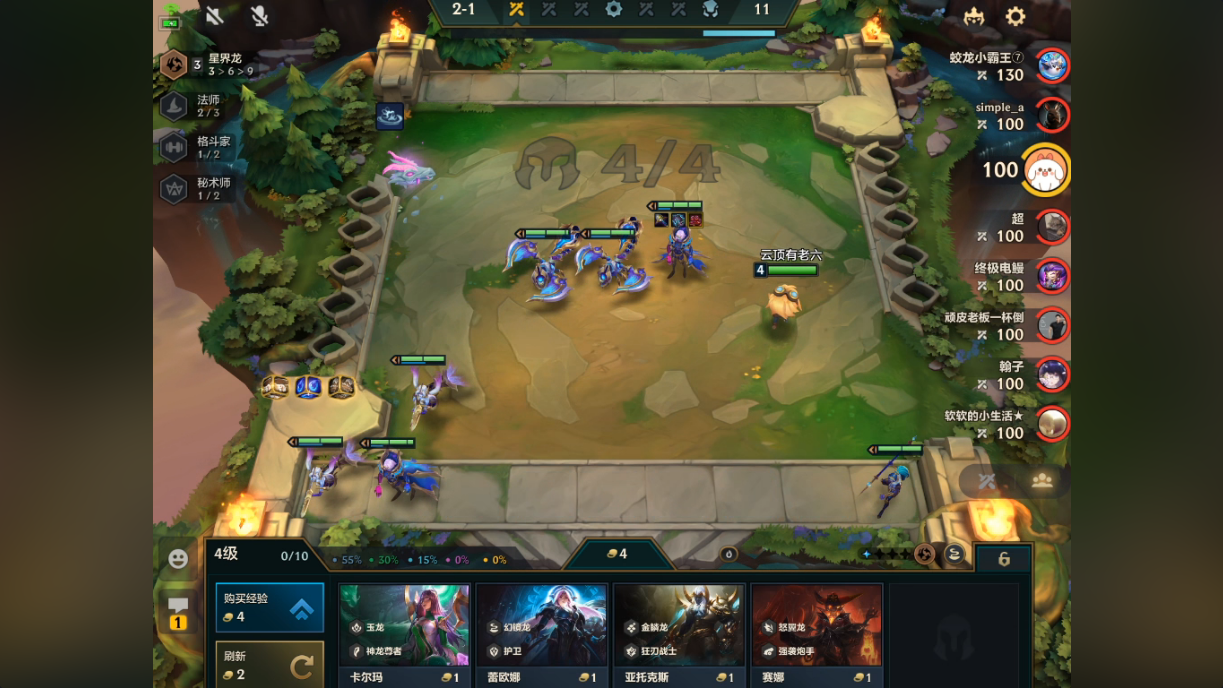 2-1
11
3
星界龙
3 > 6 > 9
法师
2 / 3
格斗家
1 / 2
秘术师
1 / 2
4/4
云顶有老六
4
蛟龙小霸王⑦
130
simple_a
100
100
超
100
终极电鳗
100
顽皮老板一杯倒
100
翰子
100
软软的小生活★
100
4级
0/10
55%
30%
15%
0%
0%
4
6
购买经验
4
刷新
2
1
玉龙
神龙尊者
卡尔玛
1
幻镜龙
护卫
蕾欧娜
1
金鳞龙
狂刃战士
亚托克斯
1
怒翼龙
强袭炮手
赛娜
1